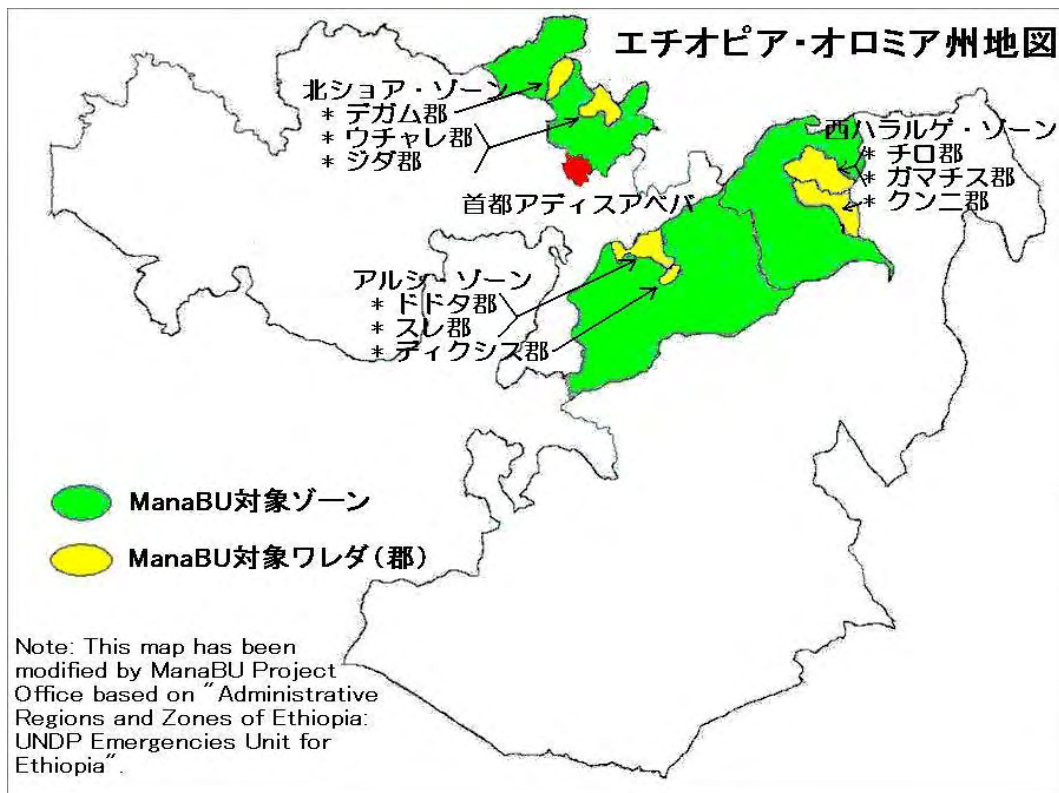 エチオピア・オロミア州地図
北ショア・ゾーン
* デガム郡
* ウチャレ郡
* ジダ郡
西ハラルゲ・ゾーン
* チロ郡
* ガマチス郡
* クンニ郡
首都アディスアベバ
アルシ・ゾーン
* ドドタ郡
* スレ郡
* ディクシス郡
ManaBU対象ゾーン
ManaBU対象ワレダ(郡)
Note: This map has been
modified by ManaBU Project
Office based on "Administrative
Regions and Zones of Ethiopia:
UNDP Emergencies Unit for
Ethiopia".